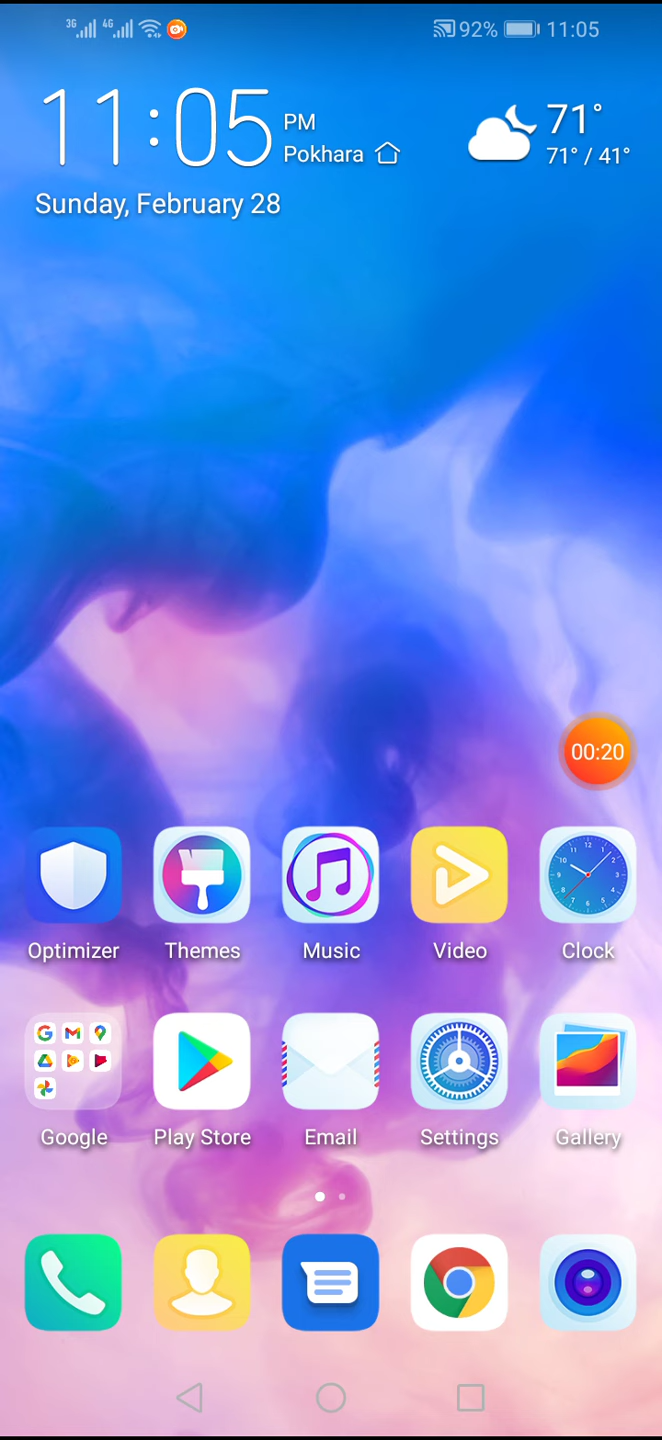 3G 4G 92% 11:05
11:05 PM
Pokhara
71°
71° / 41°
Sunday, February 28
00:20
Optimizer Themes Music Video Clock
Google Play Store Email Settings Gallery